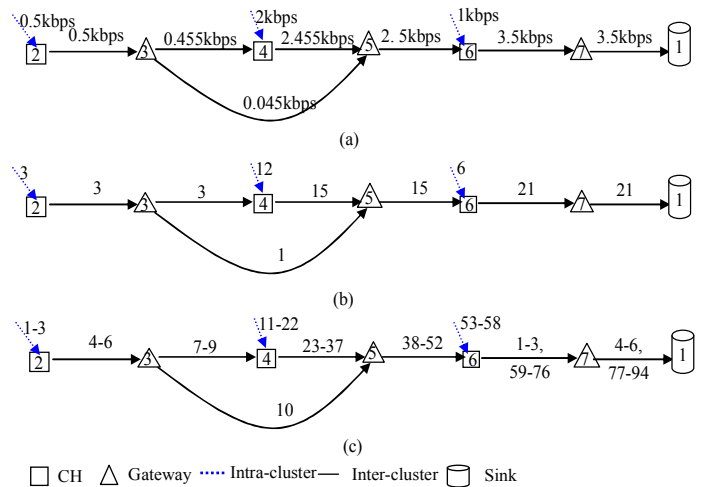 0.5kbps 2kbps 1kbps
0.5kbps 0.455kbps 2.455kbps 2. 5kbps 3.5kbps 3.5kbps
2 3 4 5 6 7 1
0.045kbps
(a)
3 12 6
3 3 15 15 21 21
2 3 4 5 6 7 1
1
(b)
1-3 11-22 53-58
4-6 7-9 23-37 38-52 1-3, 4-6,
2 3 4 5 6 7 1
59-76 77-94
10
(c)
CH Gateway Intra-cluster Inter-cluster Sink